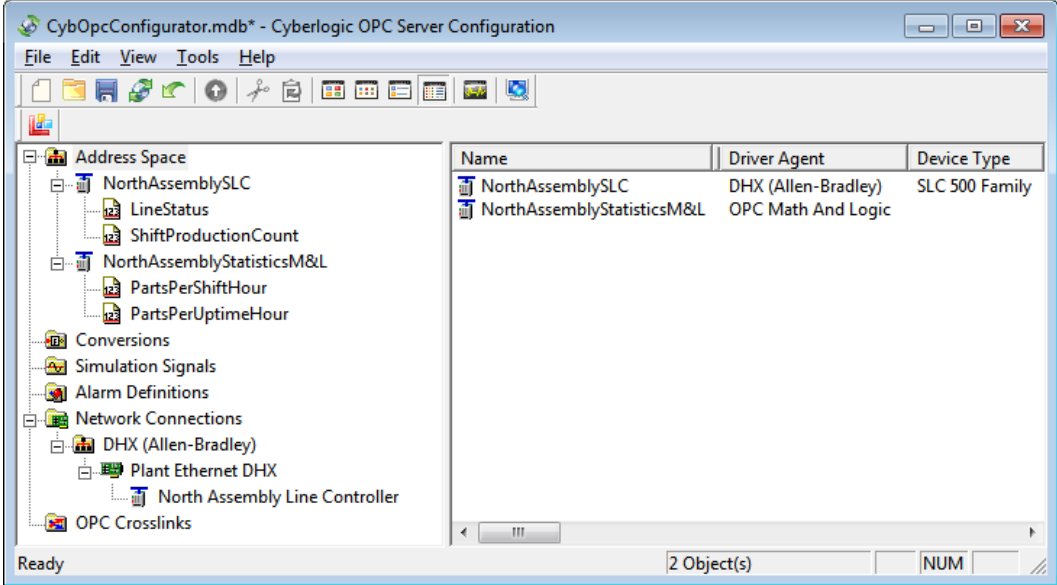 CybOpcConfigurator.mdb* - Cyberlogic OPC Server Configuration
File Edit View Tools Help
Address Space
NorthAssemblySLC
LineStatus
ShiftProductionCount
NorthAssemblyStatisticsM&L
PartsPerShiftHour
PartsPerUptimeHour
Conversions
Simulation Signals
Alarm Definitions
Network Connections
DHX (Allen-Bradley)
Plant Ethernet DHX
North Assembly Line Controller
OPC Crosslinks
Name Driver Agent Device Type
NorthAssemblySLC DHX (Allen-Bradley) SLC 500 Family
NorthAssemblyStatisticsM&L OPC Math And Logic
Ready 2 Object(s) NUM